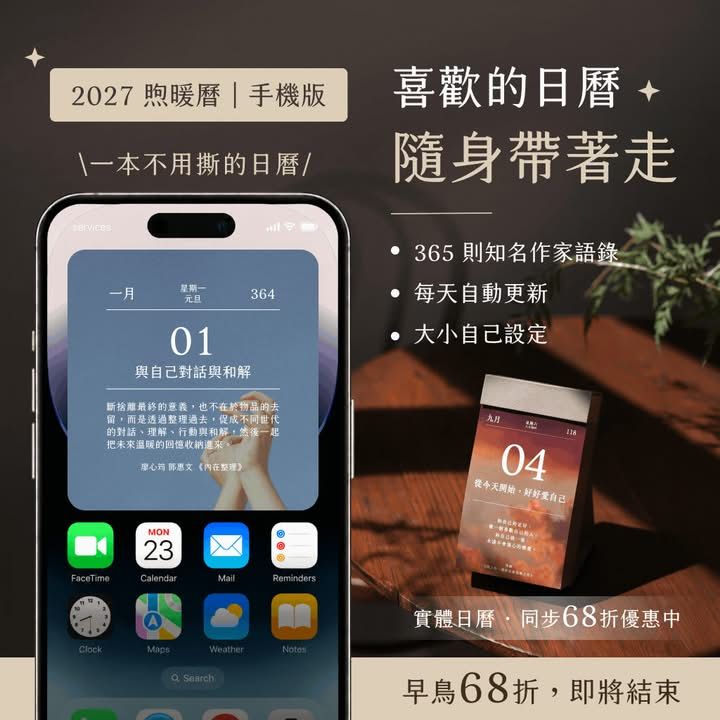 2027 煦暖曆｜手機版
\一本不用撕的日曆/
喜歡的日曆
隨身帶著走
• 365 則知名作家語錄
• 每天自動更新
• 大小自己設定
services
一月
星期一
元旦
364
01
與自己對話與和解
斷捨離最終的意義，也不在於物品的去
留，而是透過整理過去，促成不同世代
的對話、理解、行動與和解，然後一起
把未來溫暖的回憶收納進來。
廖心筠 鄧惠文《內在整理》
FaceTime
MON
23
Calendar
Mail
Reminders
Clock
Maps
Weather
Notes
Search
九月
星期六
118
04
從今天開始，好好愛自己
實體日曆．同步68折優惠中
早鳥68折，即將結束